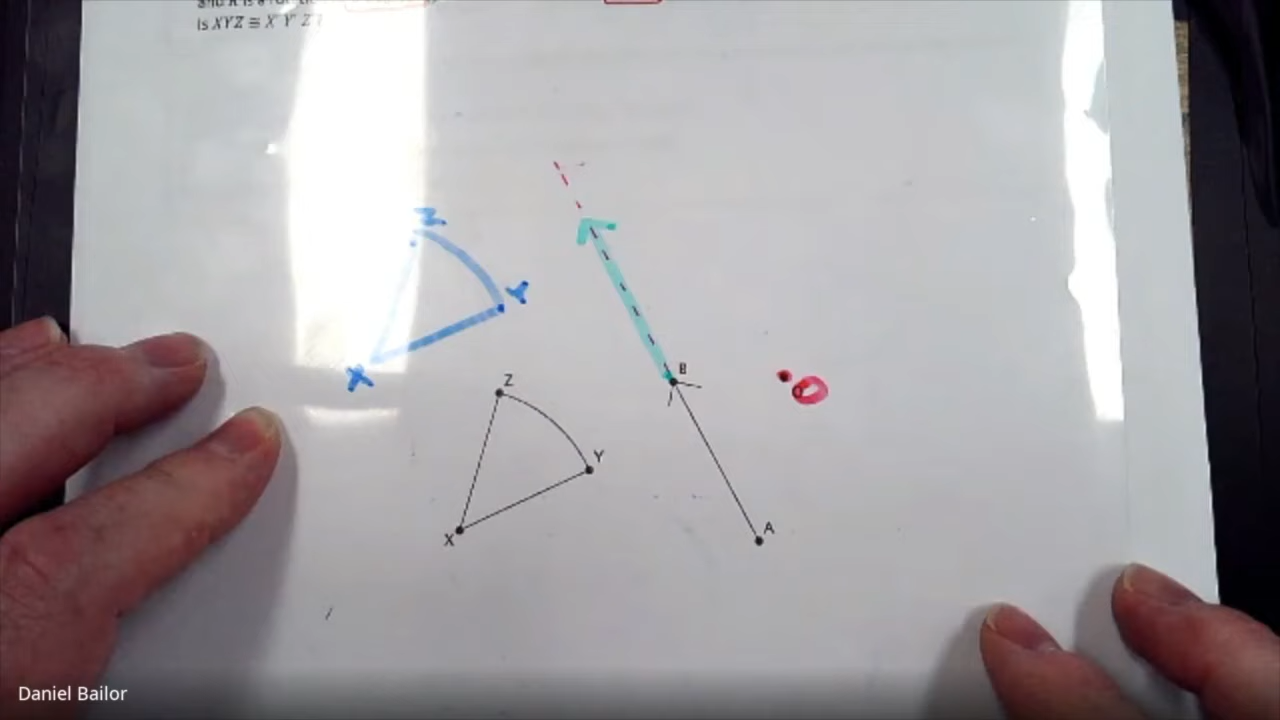 is XYZ ≅ X' Y' Z'?
Z
Y
X
B
O
Z
Y
X
A
Daniel Bailor